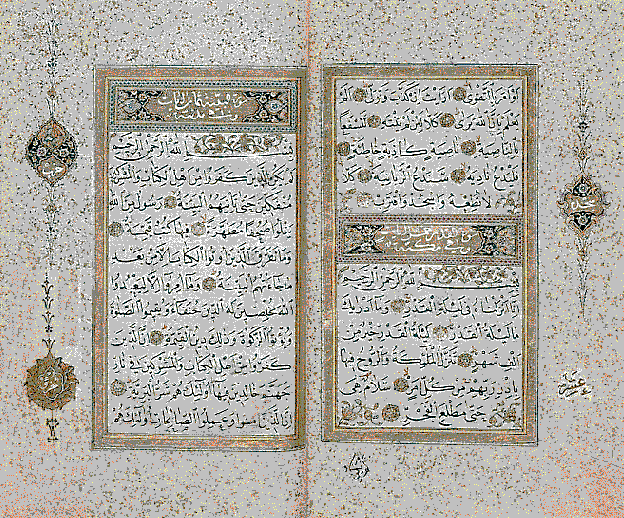 أو أمر بالتقوى أرأيت إن كذب وتولى ألم
يعلم بأن الله يرى كلا لئن لم ينته لنسفعا
بالناصية ناصية كاذبة خاطئة
فليدع ناديه سندع الزبانية كلا
لا تطعه واسجد واقترب
بسم الله الرحمن الرحيم
إنا أنزلناه في ليلة القدر وما أدريك
ما ليلة القدر ليلة القدر خير من
ألف شهر تنزل الملئكة والروح فيها
بإذن ربهم من كل أمر سلام هي
حتى مطلع الفجر
بسم الله الرحمن الرحيم
لم يكن الذين كفروا من أهل الكتاب والمشركين
منفكين حتى تأتيهم البينة رسول من الله
يتلوا صحفا مطهرة فيها كتب قيمة
وما تفرق الذين أوتوا الكتاب إلا من بعد
ما جاءتهم البينة وما أمروا إلا ليعبدوا
الله مخلصين له الدين حنفاء ويقيموا الصلوة
ويؤتوا الزكوة وذلك دين القيمة إن الذين
كفروا من أهل الكتاب والمشركين في نار
جهنم خالدين فيها أولئك هم شر البرية
إن الذين آمنوا وعملوا الصالحات أولئك هم